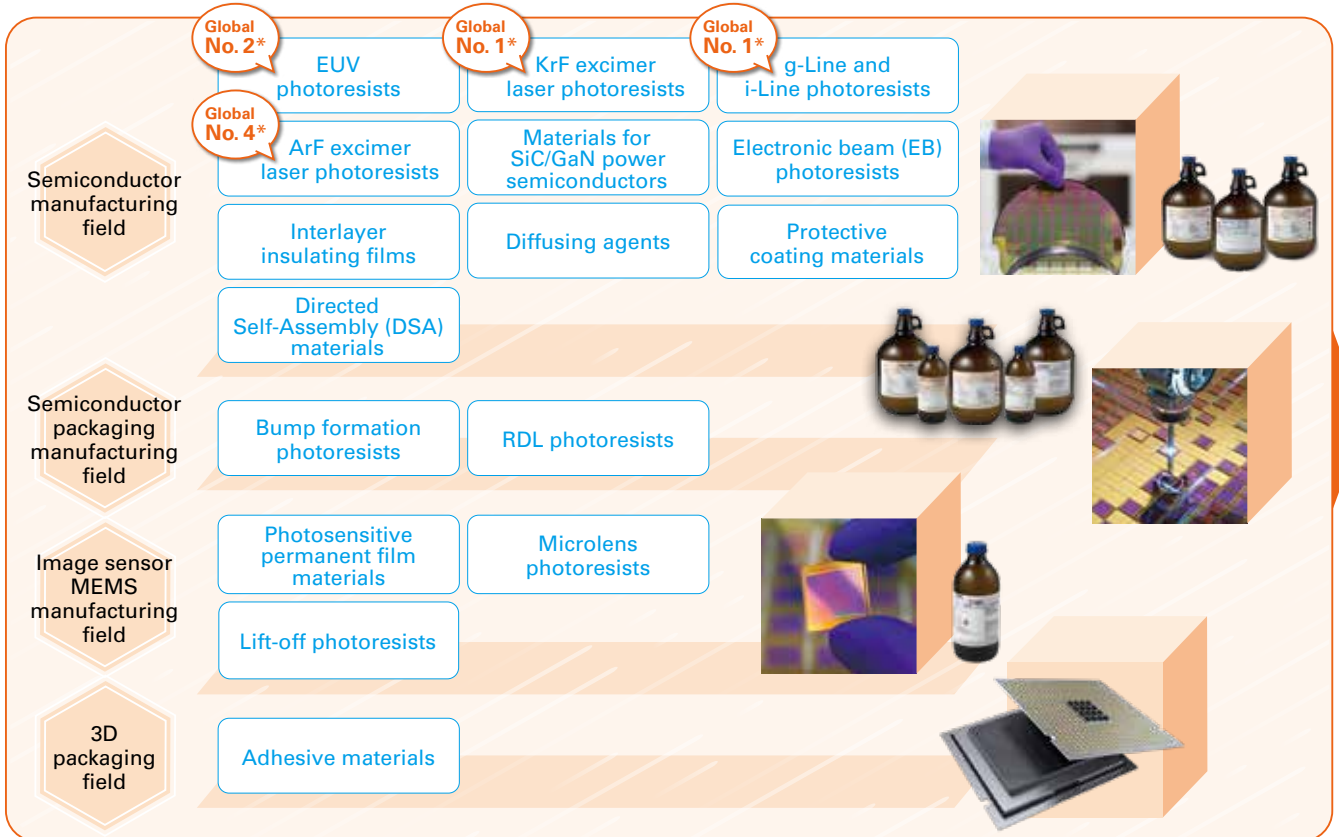 Global
No. 2*
EUV
photoresists
Global
No. 1*
KrF excimer
laser photoresists
Global
No. 1*
g-Line and
i-Line photoresists
Semiconductor
manufacturing
field
Global
No. 4*
ArF excimer
laser photoresists
Materials for
SiC/GaN power
semiconductors
Electronic beam (EB)
photoresists
Interlayer
insulating films
Diffusing agents
Protective
coating materials
Directed
Self-Assembly (DSA)
materials
Semiconductor
packaging
manufacturing
field
Bump formation
photoresists
RDL photoresists
Image sensor
MEMS
manufacturing
field
Photosensitive
permanent film
materials
Microlens
photoresists
Lift-off photoresists
3D
packaging
field
Adhesive materials